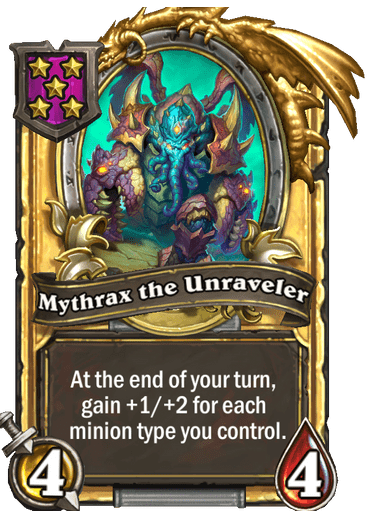 Mythrax the Unraveler
At the end of your turn,
gain +1/+2 for each
minion type you control.
4 4